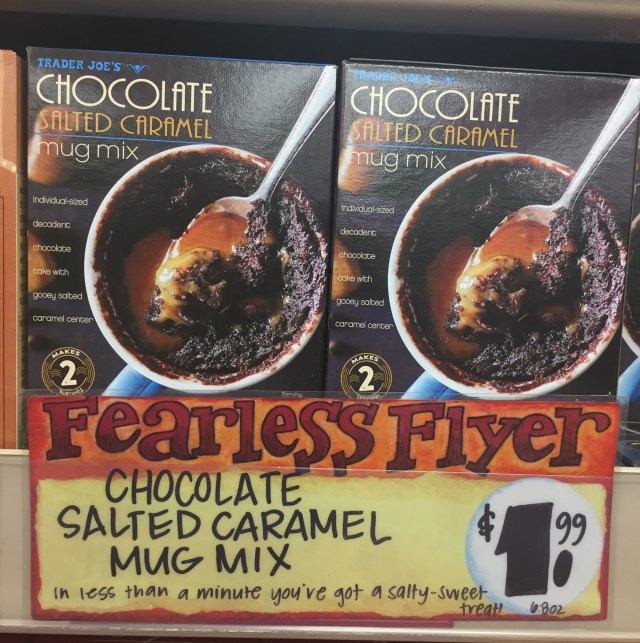 TRADER JOE'S
CHOCOLATE
SALTED CARAMEL
mug mix
individual-sized
decadent
chocolate
cake with
gooey salted
caramel center
MAKES
2
TRADER JOE'S
CHOCOLATE
SALTED CARAMEL
mug mix
individual-sized
decadent
chocolate
cake with
gooey salted
caramel center
MAKES
2
Fearless Flyer
CHOCOLATE
SALTED CARAMEL
MUG MIX
$1.99
in less than a minute you've got a salty-sweet
treat!
6.8oz